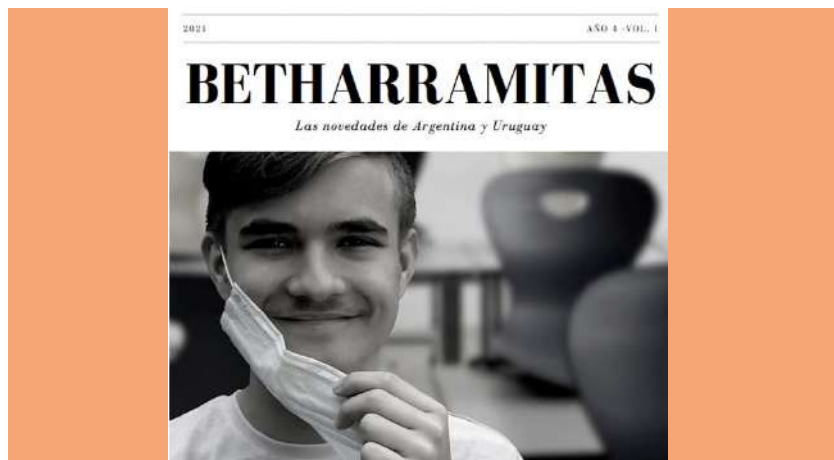 2021
AÑO 4 -VOL. 1
BETHARRAMITAS
Las novedades de Argentina y Uruguay